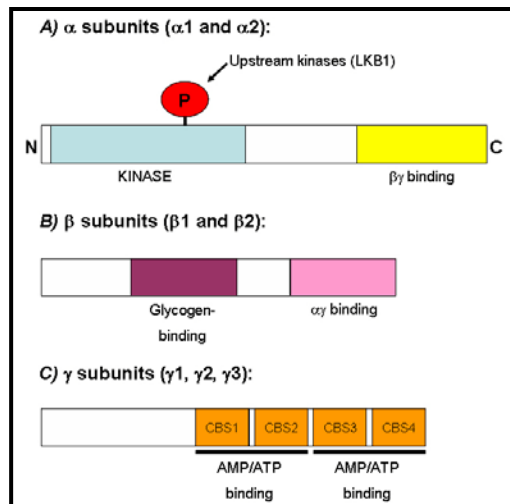 A) α subunits (α1 and α2):
Upstream kinases (LKB1)
P
N
C
KINASE
βγ binding
B) β subunits (β1 and β2):
Glycogen-
binding
αγ binding
C) γ subunits (γ1, γ2, γ3):
CBS1 CBS2 CBS3 CBS4
AMP/ATP
binding
AMP/ATP
binding